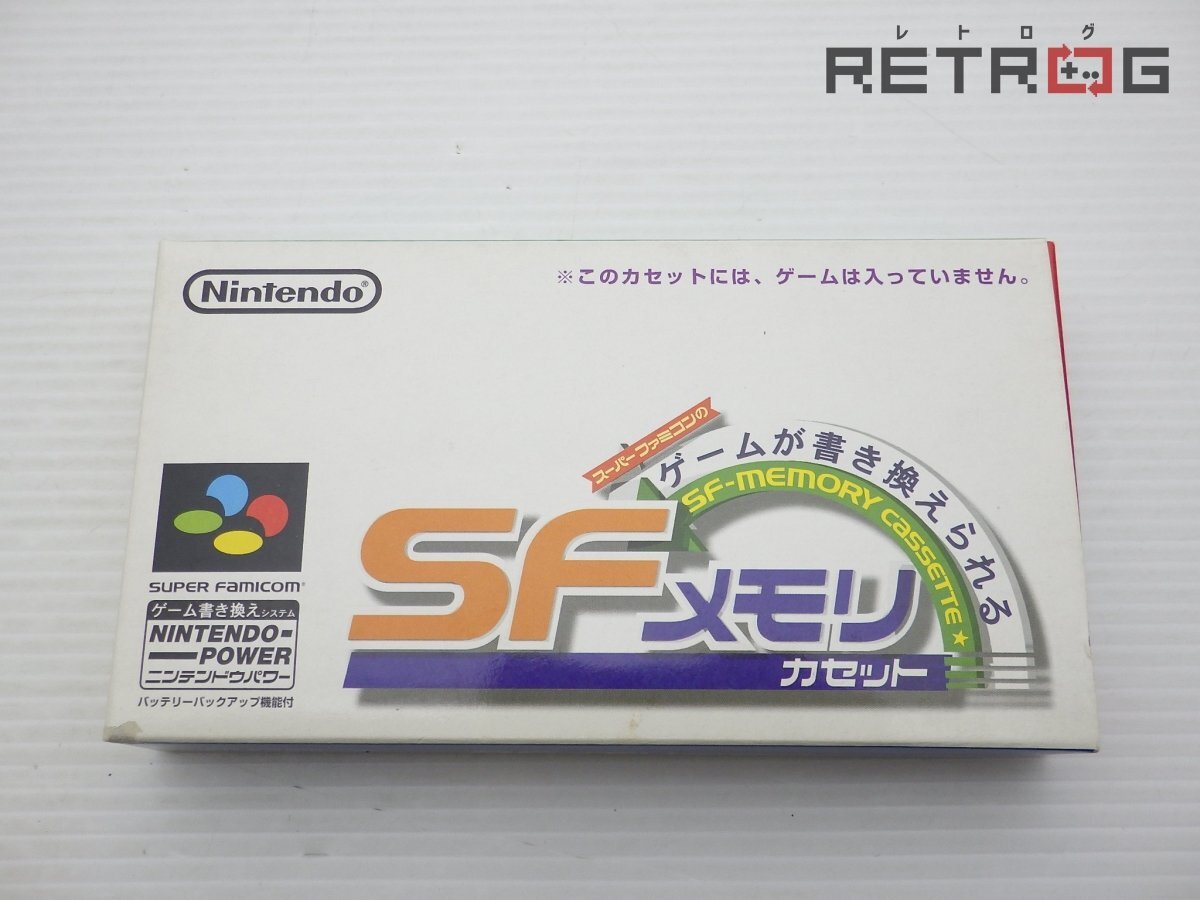 レトログ
RETROG
Nintendo®
※このカセットには、ゲームは入っていません。
スーパーファミコンの
ゲームが書き換えられる
SF-MEMORY CASSETTE★
SFメモリ
カセット
SUPER FAMICOM®
ゲーム書き換えシステム
NINTENDO-
POWER
ニンテンドウパワー
バッテリーバックアップ機能付